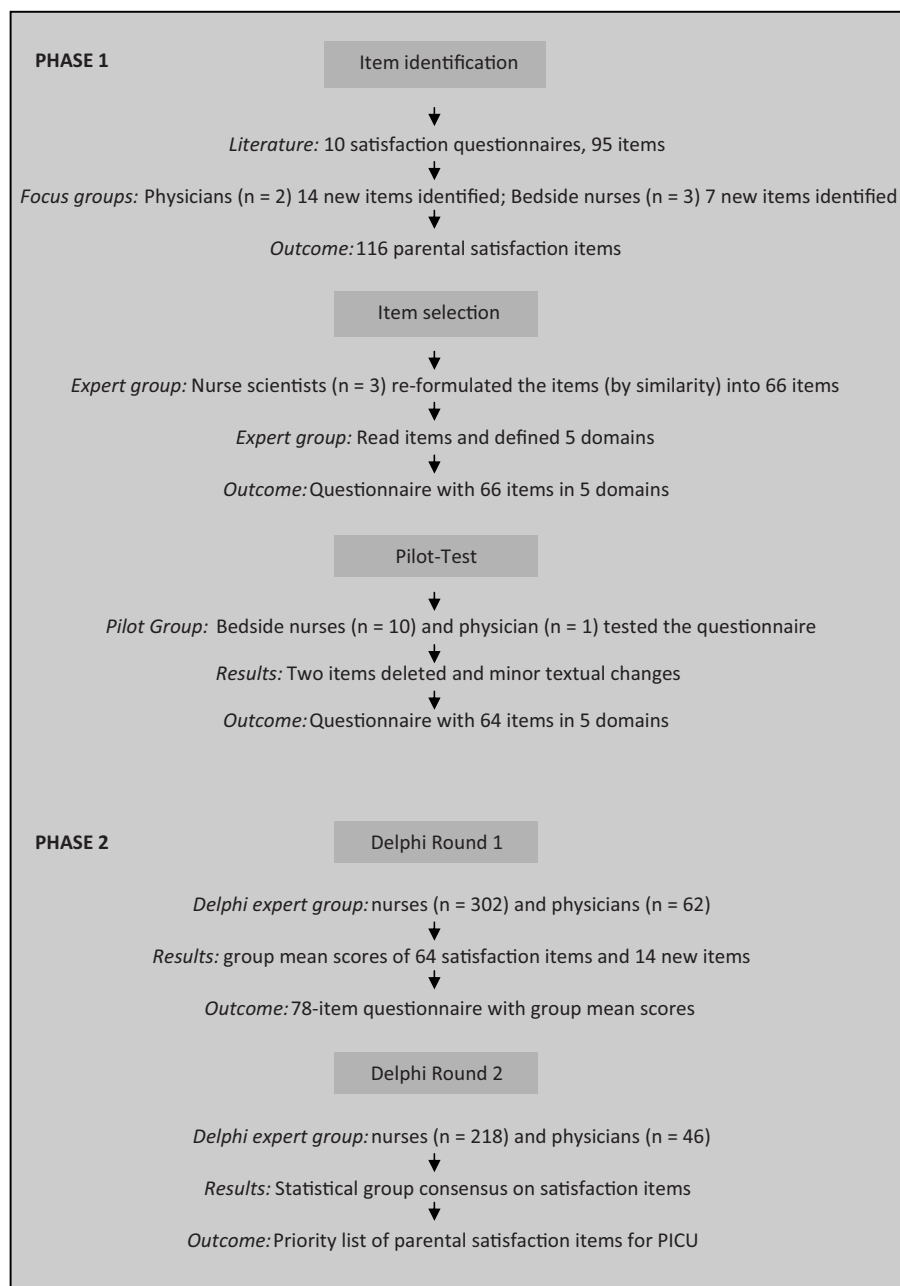 PHASE 1
Item identification
Literature: 10 satisfaction questionnaires, 95 items
Focus groups: Physicians (n = 2) 14 new items identified; Bedside nurses (n = 3) 7 new items identified
Outcome: 116 parental satisfaction items
Item selection
Expert group: Nurse scientists (n = 3) re-formulated the items (by similarity) into 66 items
Expert group: Read items and defined 5 domains
Outcome: Questionnaire with 66 items in 5 domains
Pilot-Test
Pilot Group: Bedside nurses (n = 10) and physician (n = 1) tested the questionnaire
Results: Two items deleted and minor textual changes
Outcome: Questionnaire with 64 items in 5 domains
PHASE 2
Delphi Round 1
Delphi expert group: nurses (n = 302) and physicians (n = 62)
Results: group mean scores of 64 satisfaction items and 14 new items
Outcome: 78-item questionnaire with group mean scores
Delphi Round 2
Delphi expert group: nurses (n = 218) and physicians (n = 46)
Results: Statistical group consensus on satisfaction items
Outcome: Priority list of parental satisfaction items for PICU